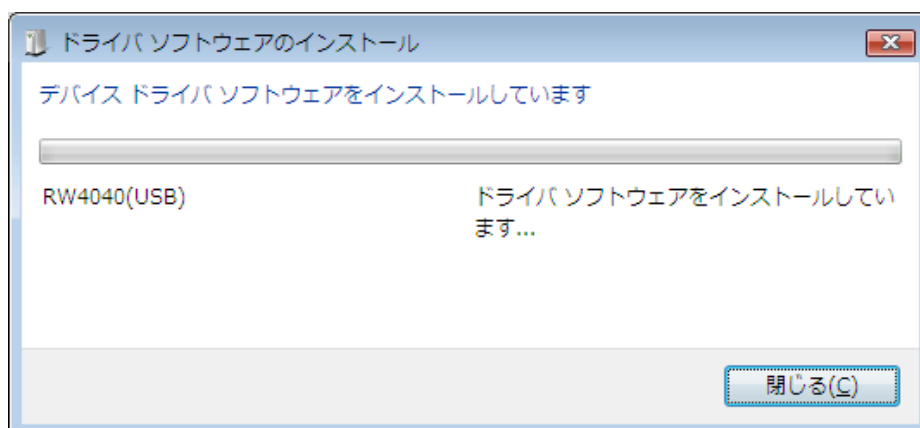 ドライバ ソフトウェアのインストール
デバイス ドライバ ソフトウェアをインストールしています
RW4040(USB)
ドライバ ソフトウェアをインストールしてい
ます...
閉じる(C)